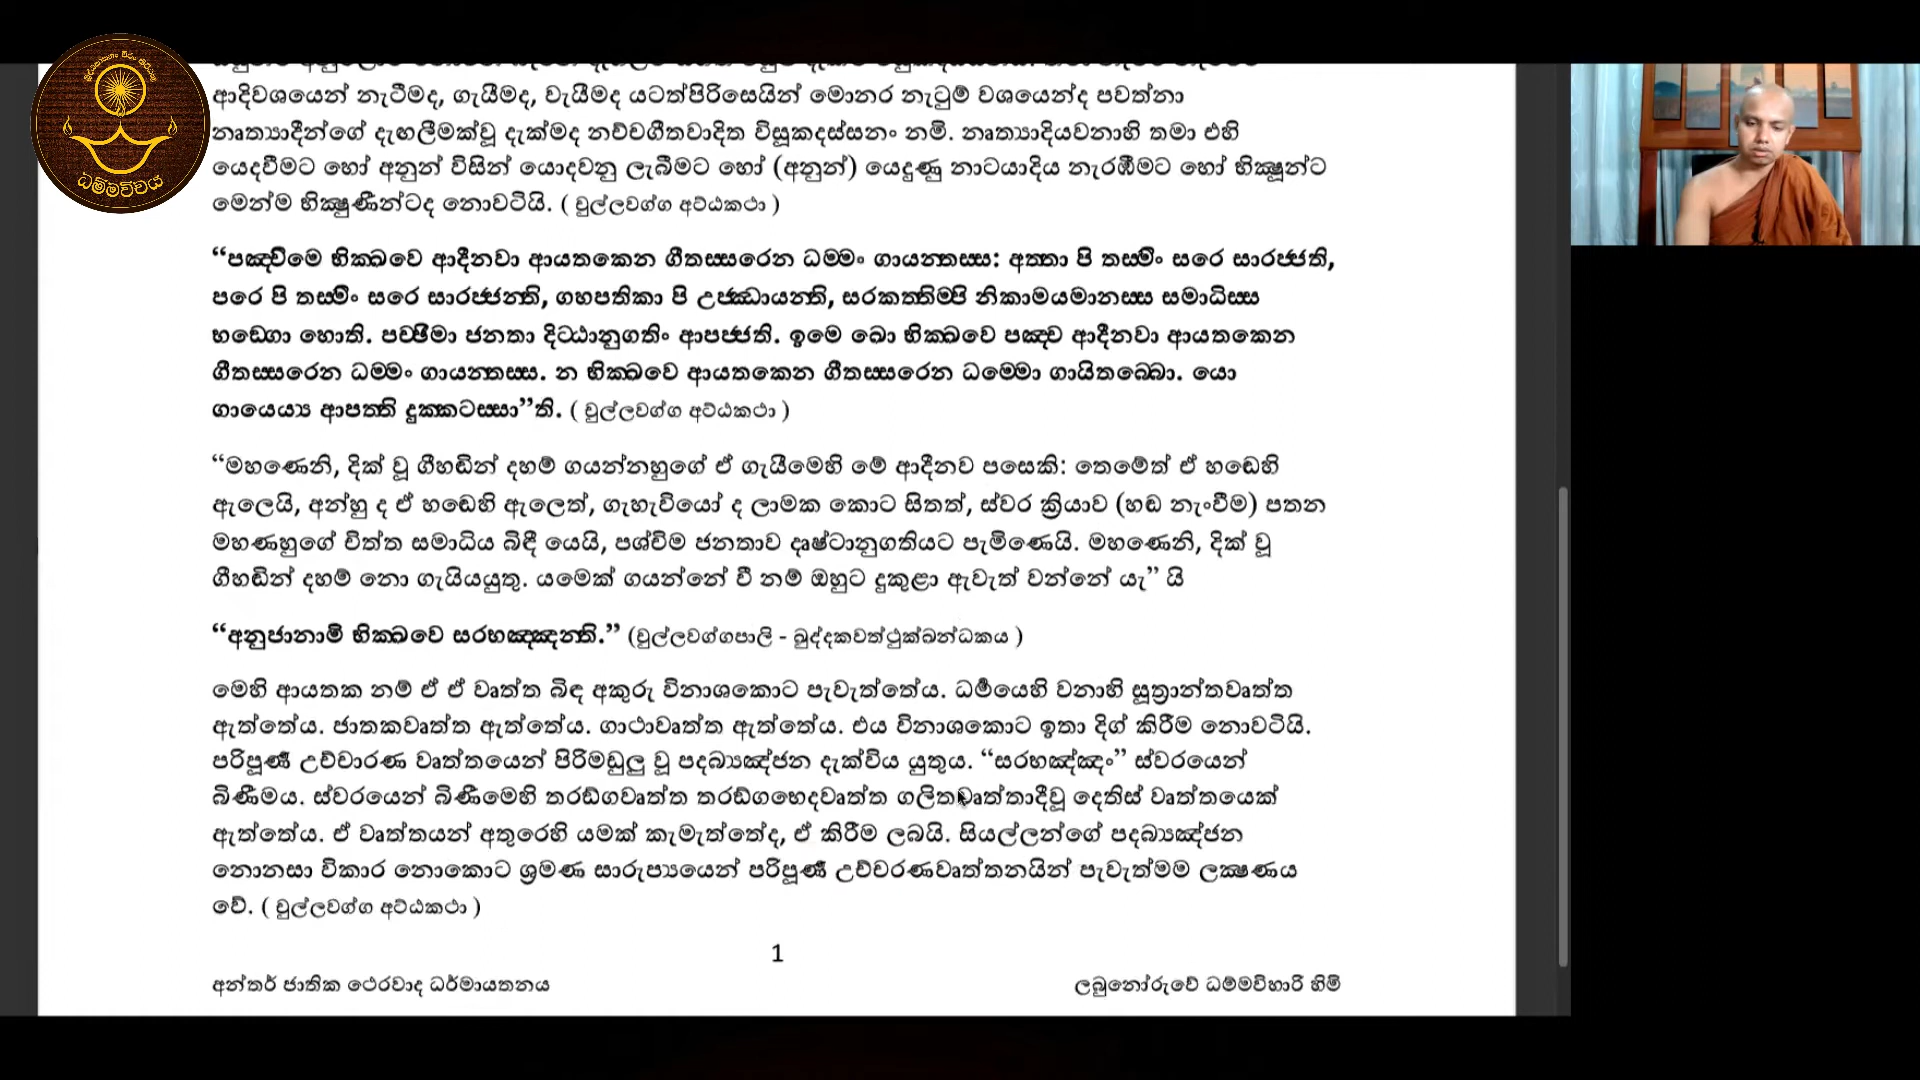 ආදිවශයෙන් නැටීමද, ගැයීමද, වැයීමද යටත්පිරිසෙයින් මොනර නැටුම් වශයෙන්ද පවත්නා
නෘත්‍යාදීන්ගේ දැඟලීමක්වූ දැක්මද නච්චගීතවාදිත විසූකදස්සනං නමි. නෘත්‍යාදියවනාහි තමා එහි
යෙදවීමට හෝ අනුන් විසින් යොදවනු ලැබීමට හෝ (අනුන්) යෙදුණු නාටයාදිය නැරඹීමට හෝ භික්‍ෂූන්ට
මෙන්ම භික්‍ෂුණීන්ටද නොවටියි. ( චුල්ලවග්ග අට්ඨකථා )
“පඤ්චිමෙ භික්ඛවෙ ආදීනවා ආයතකෙන ගීතස්සරෙන ධම්මං ගායන්තස්ස: අත්තා පි තස්මිං සරෙ සාරජ්ජති,
පරෙ පි තස්මිං සරෙ සාරජ්ජන්ති, ගහපතිකා පි උජ්ඣායන්ති, සරකත්තිම්පි නිකාමයමානස්ස සමාධිස්ස
භඞ්ගො හොති. පච්ඡිමා ජනතා දිට්ඨානුගතිං ආපජ්ජති. ඉමෙ ඛො භික්ඛවෙ පඤ්ච ආදීනවා ආයතකෙන
ගීතස්සරෙන ධම්මං ගායන්තස්ස. න භික්ඛවෙ ආයතකෙන ගීතස්සරෙන ධම්මො ගායිතබ්බො. යො
ගායෙය්‍ය ආපත්ති දුක්කටස්සා”ති. ( චුල්ලවග්ග අට්ඨකථා )
“මහණෙනි, දික් වූ ගීහඬින් දහම් ගයන්නහුගේ ඒ ගැයීමෙහි මේ ආදීනව පසෙකි: තෙමේත් ඒ හඬෙහි
ඇලෙයි, අන්හු ද ඒ හඬෙහි ඇලෙත්, ගැහැවියෝ ද ලාමක කොට සිතත්, ස්වර ක්‍රියාව (හඬ නැංවීම) පතන
මහණහුගේ චිත්ත සමාධිය බිඳී යෙයි, පශ්චිම ජනතාව දෘෂ්ටානුගතියට පැමිණෙයි. මහණෙනි, දික් වූ
ගීහඬින් දහම් නො ගැයියයුතු. යමෙක් ගයන්නේ වී නම් ඔහුට දුකුළා ඇවැත් වන්නේ යැ” යි
“අනුජානාමි භික්ඛවෙ සරභඤ්ඤන්ති.” (චුල්ලවග්ගපාලි - ඛුද්දකවත්ථුක්ඛන්ධකය )
මෙහි ආයතක නම් ඒ ඒ වෘත්ත බිඳ අකුරු විනාශකොට පැවැත්තේය. ධර්‍මයෙහි වනාහි සූත්‍රාන්තවෘත්ත
ඇත්තේය. ජාතකවෘත්ත ඇත්තේය. ගාථාවෘත්ත ඇත්තේය. එය විනාශකොට ඉතා දිග් කිරීම නොවටියි.
පරිපූර්‍ණ උච්චාරණ වෘත්තයෙන් පිරිමඩුලු වූ පදබ්‍යඤ්ජන දැක්විය යුතුය. “සරභඤ්ඤං” ස්වරයෙන්
බිණීමය. ස්වරයෙන් බිණීමෙහි තරඞ්ගවෘත්ත තරඞ්ගභෙදවෘත්ත ගලිතවෘත්තාදීවූ දෙතිස් වෘත්තයෙක්
ඇත්තේය. ඒ වෘත්තයන් අතුරෙහි යමක් කැමැත්තේද, ඒ කිරීම ලබයි. සියල්ලන්ගේ පදබ්‍යඤ්ජන
නොනසා විකාර නොකොට ශ්‍රමණ සාරුප්‍යයෙන් පරිපූර්‍ණ උච්චරණවෘත්තනයින් පැවැත්මම ලක්‍ෂණය
වේ. ( චුල්ලවග්ග අට්ඨකථා )
1
අන්තර් ජාතික ථෙරවාද ධර්මායතනය
ලබුනෝරුවේ ධම්මවිහාරි හිමි
ධම්මවිචය